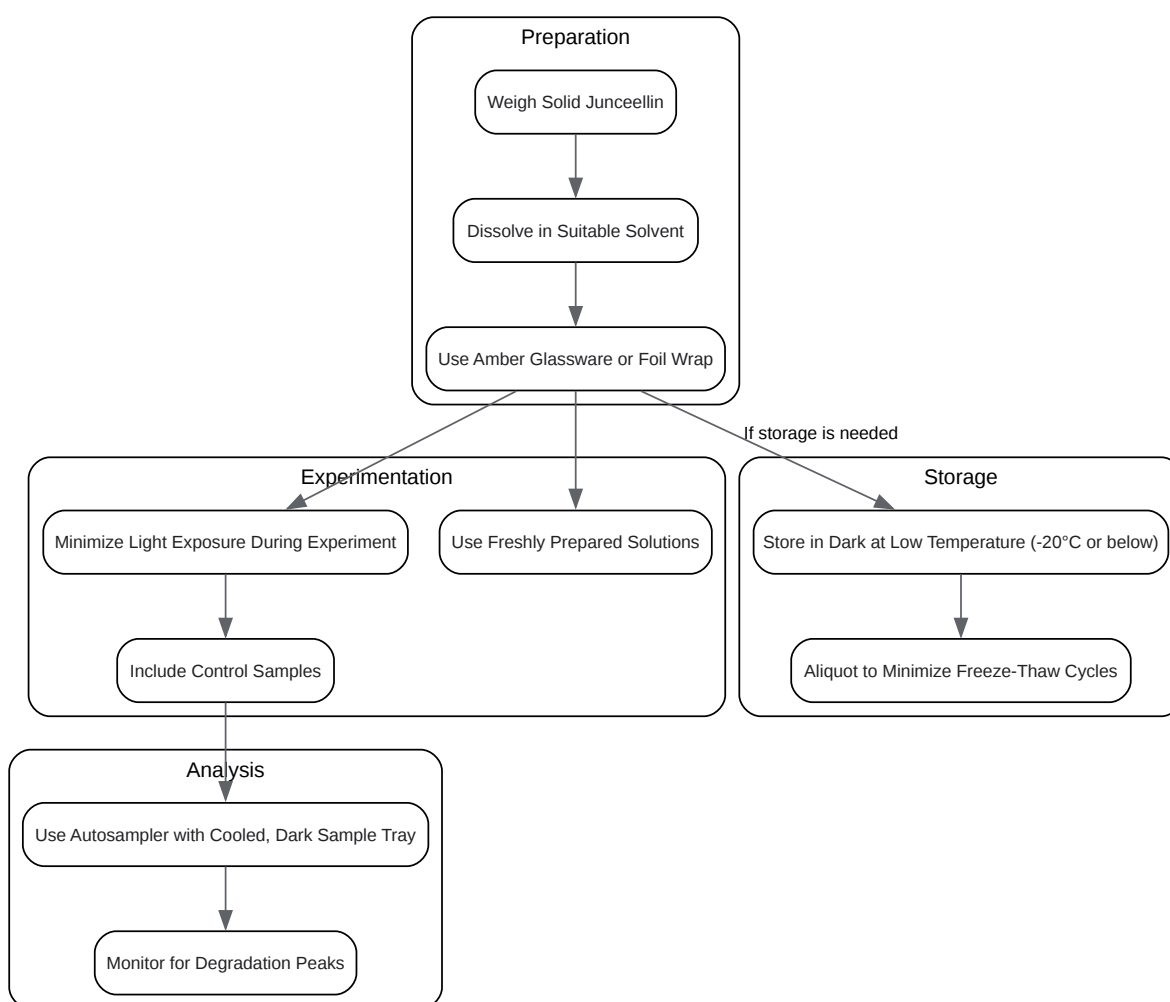 Preparation
Weigh Solid Junceellin
Dissolve in Suitable Solvent
Use Amber Glassware or Foil Wrap
If storage is needed
Experimentation
Minimize Light Exposure During Experiment
Use Freshly Prepared Solutions
Include Control Samples
Storage
Store in Dark at Low Temperature (-20°C or below)
Aliquot to Minimize Freeze-Thaw Cycles
Analysis
Use Autosampler with Cooled, Dark Sample Tray
Monitor for Degradation Peaks